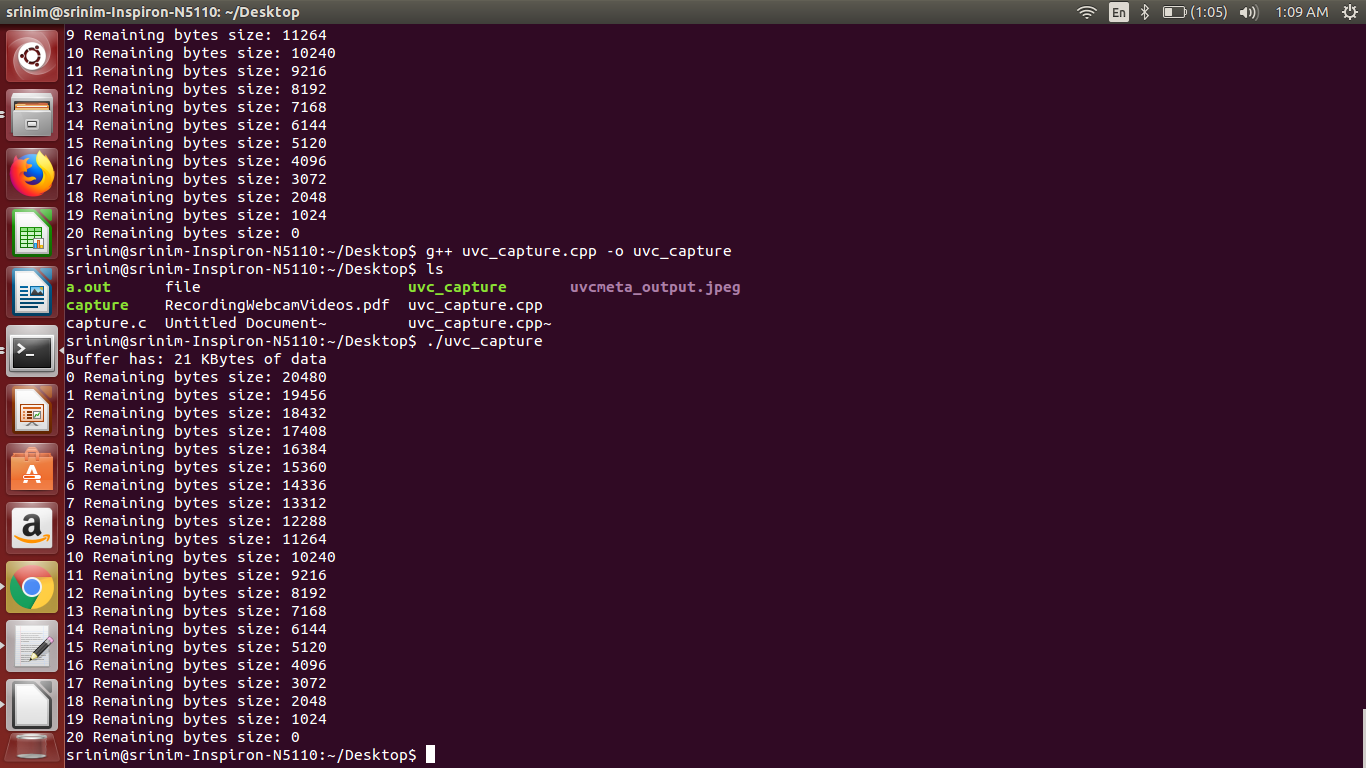 srinim@srinim-Inspiron-N5110: ~/Desktop
En
(1:05)
1:09 AM
9 Remaining bytes size: 11264
10 Remaining bytes size: 10240
11 Remaining bytes size: 9216
12 Remaining bytes size: 8192
13 Remaining bytes size: 7168
14 Remaining bytes size: 6144
15 Remaining bytes size: 5120
16 Remaining bytes size: 4096
17 Remaining bytes size: 3072
18 Remaining bytes size: 2048
19 Remaining bytes size: 1024
20 Remaining bytes size: 0
srinim@srinim-Inspiron-N5110:~/Desktop$ g++ uvc_capture.cpp -o uvc_capture
srinim@srinim-Inspiron-N5110:~/Desktop$ ls
a.out      file                       uvc_capture       uvcmeta_output.jpeg
capture    RecordingWebcamVideos.pdf  uvc_capture.cpp
capture.c  Untitled Document~         uvc_capture.cpp~
srinim@srinim-Inspiron-N5110:~/Desktop$ ./uvc_capture
Buffer has: 21 KBytes of data
0 Remaining bytes size: 20480
1 Remaining bytes size: 19456
2 Remaining bytes size: 18432
3 Remaining bytes size: 17408
4 Remaining bytes size: 16384
5 Remaining bytes size: 15360
6 Remaining bytes size: 14336
7 Remaining bytes size: 13312
8 Remaining bytes size: 12288
9 Remaining bytes size: 11264
10 Remaining bytes size: 10240
11 Remaining bytes size: 9216
12 Remaining bytes size: 8192
13 Remaining bytes size: 7168
14 Remaining bytes size: 6144
15 Remaining bytes size: 5120
16 Remaining bytes size: 4096
17 Remaining bytes size: 3072
18 Remaining bytes size: 2048
19 Remaining bytes size: 1024
20 Remaining bytes size: 0
srinim@srinim-Inspiron-N5110:~/Desktop$